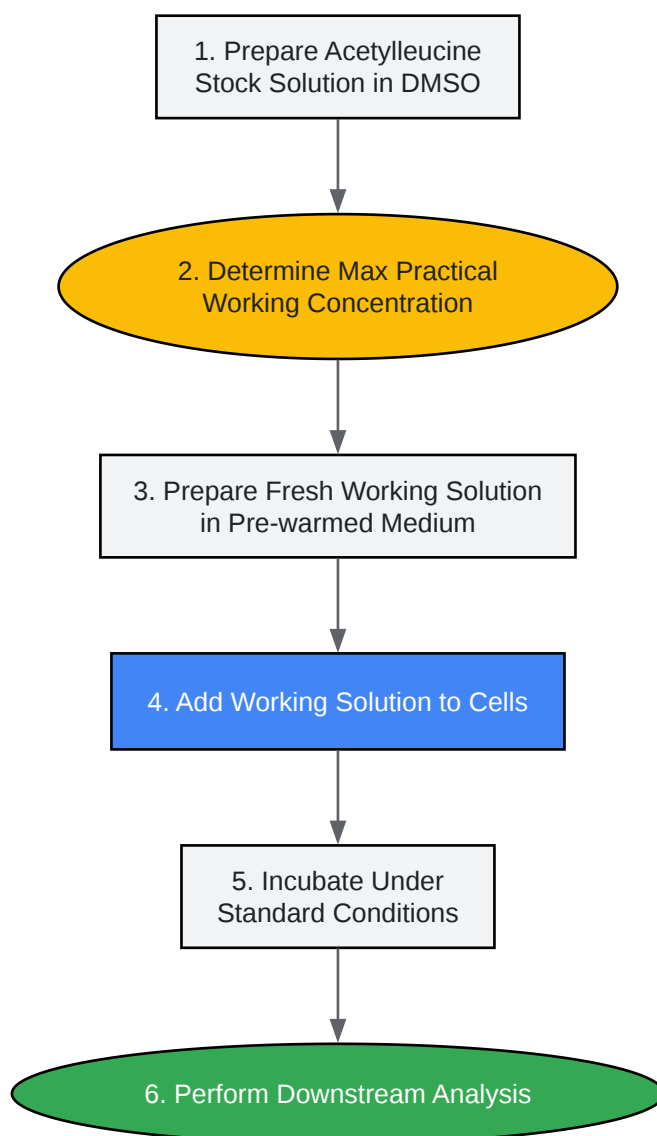 1. Prepare Acetylleucine
Stock Solution in DMSO
2. Determine Max Practical
Working Concentration
3. Prepare Fresh Working Solution
in Pre-warmed Medium
4. Add Working Solution to Cells
5. Incubate Under
Standard Conditions
6. Perform Downstream Analysis